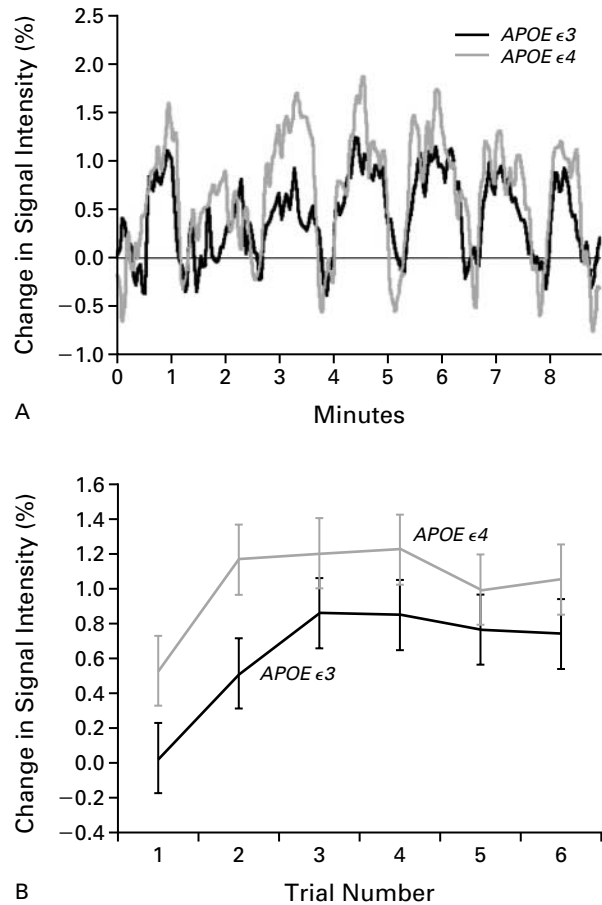 Change in Signal Intensity (%)
2.5
2.0
1.5
1.0
0.5
0.0
−0.5
−1.0
APOE ϵ3
APOE ϵ4
0 1 2 3 4 5 6 7 8
A
Minutes
Change in Signal Intensity (%)
1.6
1.4
1.2
1.0
0.8
0.6
0.4
0.2
0.0
−0.2
−0.4
APOE ϵ4
APOE ϵ3
1 2 3 4 5 6
B
Trial Number